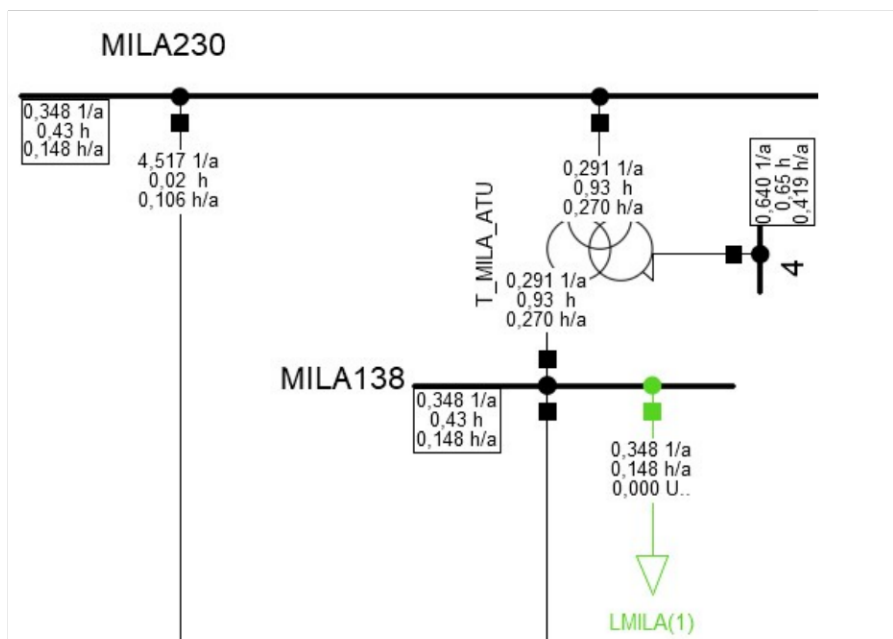 MILA230
0,348 1/a
0,43 h
0,148 h/a
4,517 1/a
0,02 h
0,106 h/a
0,291 1/a
0,93 h
0,270 h/a
0,640 1/a
0,65 h
0,419 h/a
4
T_MILA_ATU
0,291 1/a
0,93 h
0,270 h/a
MILA138
0,348 1/a
0,43 h
0,148 h/a
0,348 1/a
0,148 h/a
0,000 U..
LMILA(1)